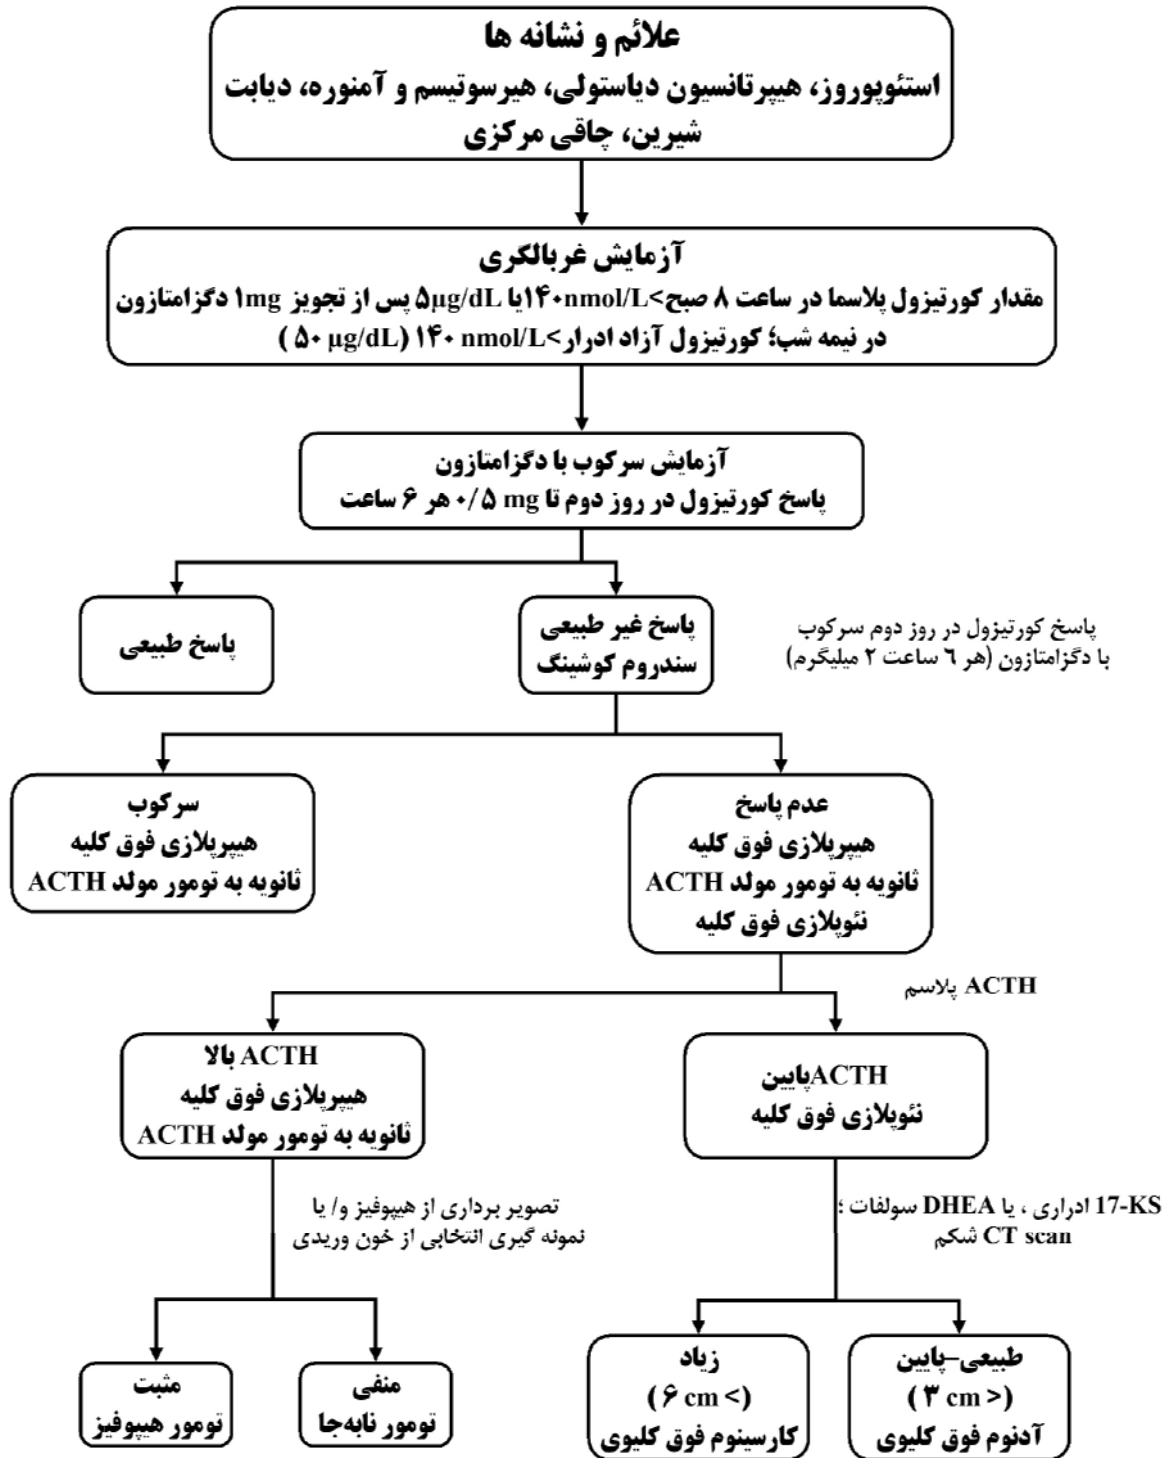 علائم و نشانه ها
استئوپوروز، هیپرتانسیون دیاستولی، هیرسوتیسم و آمنوره، دیابت
شیرین، چاقی مرکزی
آزمایش غربالگری
مقدار کورتیزول پلاسما در ساعت ۸ صبح>۱۴۰nmol/L یا ۵µg/dL پس از تجویز ۱mg دگزامتازون
در نیمه شب؛ کورتیزول آزاد ادرار>۱۴۰ nmol/L (۵۰ µg/dL )
آزمایش سرکوب با دگزامتازون
پاسخ کورتیزول در روز دوم تا ۰/۵ mg هر ۶ ساعت
پاسخ غیر طبیعی
سندروم کوشینگ
پاسخ طبیعی
پاسخ کورتیزول در روز دوم سرکوب
با دگزامتازون (هر ٦ ساعت ۲ میلیگرم)
عدم پاسخ
هیپرپلازی فوق کلیه
ثانویه به تومور مولد ACTH
نئوپلازی فوق کلیه
سرکوب
هیپرپلازی فوق کلیه
ثانویه به تومور مولد ACTH
ACTH پلاسم
ACTHپایین
نئوپلازی فوق کلیه
ACTH بالا
هیپرپلازی فوق کلیه
ثانویه به تومور مولد ACTH
17-KS ادراری ، یا DHEA سولفات ؛
CT scan شکم
تصویر برداری از هیپوفیز و/ یا
نمونه گیری انتخابی از خون وریدی
طبیعی–پایین
(< ۳ cm )
آدنوم فوق کلیوی
زیاد
(> ۶ cm )
کارسینوم فوق کلیوی
منفی
تومور نابه‌جا
مثبت
تومور هیپوفیز